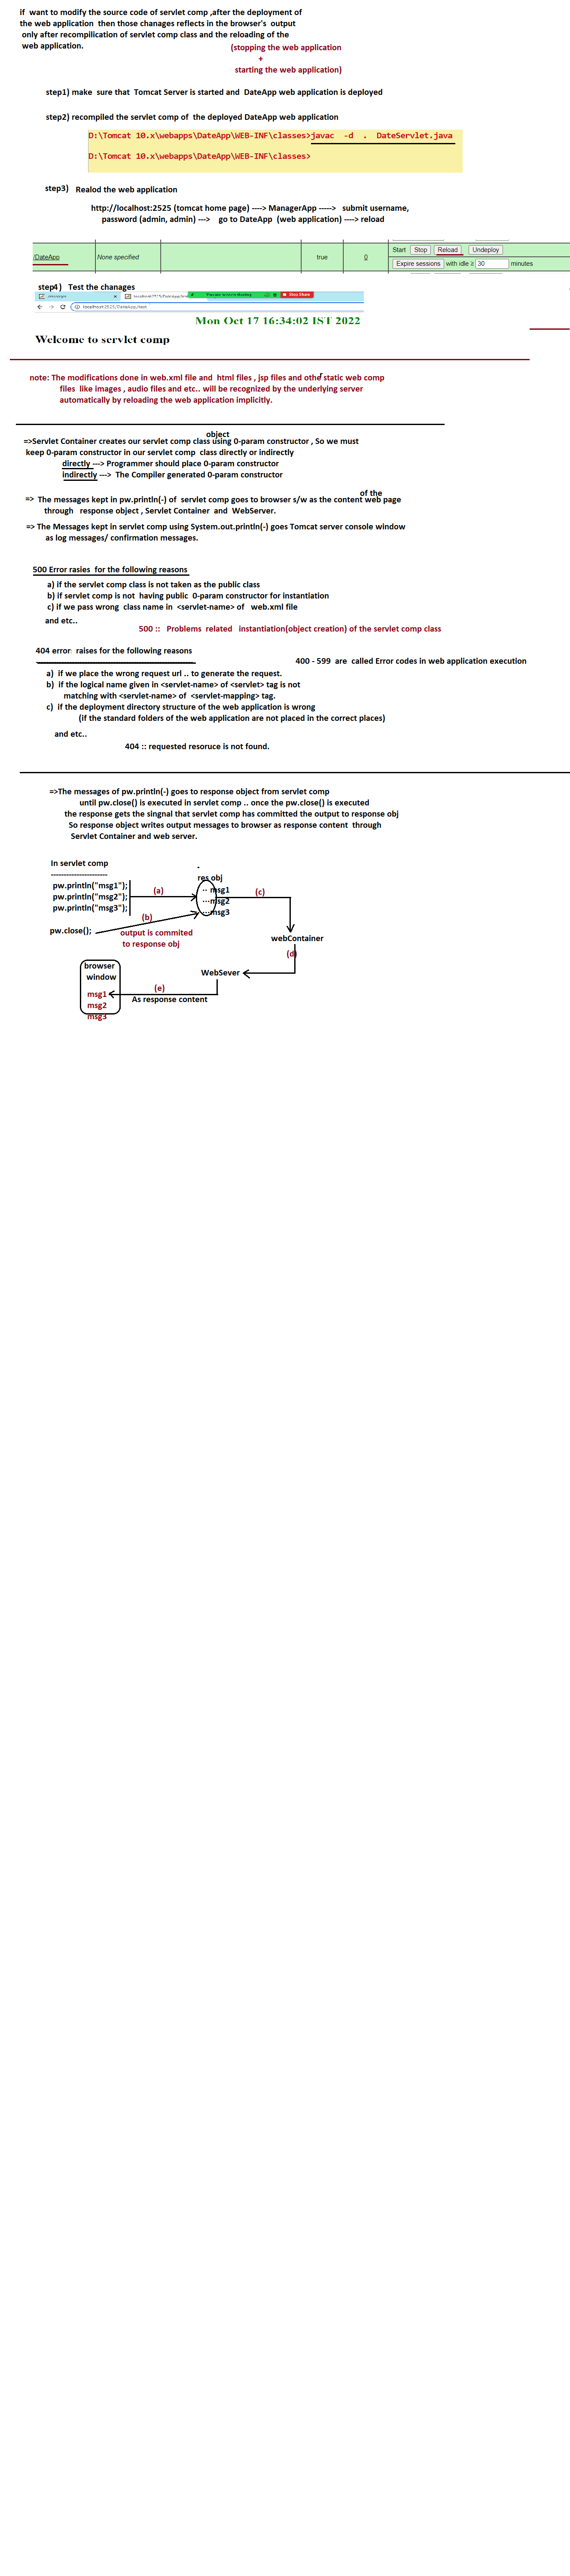 if  want to modify the source code of servlet comp ,after the deployment of
the web application  then those chanages reflects in the browser's  output
only after recompilication of servlet comp class and the reloading of the
web application.
(stopping the web application
+
starting the web application)
step1) make  sure that  Tomcat Server is started and  DateApp web application is deployed
step2) recompiled the servlet comp of  the deployed DateApp web application
D:\Tomcat 10.x\webapps\DateApp\WEB-INF\classes>javac  -d  .  DateServlet.java
D:\Tomcat 10.x\webapps\DateApp\WEB-INF\classes>
step3)  Realod the web application
http://localhost:2525 (tomcat home page) ----> ManagerApp ----->  submit username,
password (admin, admin) --->   go to DateApp  (web application) ----> reload
/DateApp None specified true 0 Start Stop Reload Undeploy
Expire sessions with idle ≥ 30 minutes
step4)  Test the chanages
Stop Share
Mon Oct 17 16:34:02 IST 2022
Welcome to servlet comp
note: The modifications done in web.xml file and  html files , jsp files and other static web comp
files  like images , audio files and etc.. will be recognized by the underlying server
automatically by reloading the web application implicitly.
object
=>Servlet Container creates our servlet comp class using 0-param constructor , So we must
keep 0-param constructor in our servlet comp  class directly or indirectly
directly ---> Programmer should place 0-param constructor
indirectly --->  The Compiler generated 0-param constructor
of the
=>  The messages kept in pw.println(-) of  servlet comp goes to browser s/w as the content web page
through   response object , Servlet Container  and  WebServer.
=> The Messages kept in servlet comp using System.out.println(-) goes Tomcat server console window
as log messages/ confirmation messages.
500 Error rasies  for the following reasons
a) if the servlet comp class is not taken as the public class
b) if servlet comp is not  having public  0-param constructor for instantiation
c) if we pass wrong  class name in  <servlet-name> of   web.xml file
and etc..
500 ::   Problems  related   instantiation(object creation) of the servlet comp class
404 error  raises for the following reasons
400 - 599  are  called Error codes in web application execution
a)  if we place the wrong request url .. to generate the request.
b)  if the logical name given in <servlet-name> of <servlet> tag is not
matching with <servlet-name> of  <servlet-mapping> tag.
c)  if the deployment directory structure of the web application is wrong
(if the standard folders of the web application are not placed in the correct places)
and etc..
404 :: requested resoruce is not found.
=>The messages of pw.println(-) goes to response object from servlet comp
until pw.close() is executed in servlet comp .. once the pw.close() is executed
the response gets the singnal that servlet comp has committed the output to response obj
So response object writes output messages to browser as response content  through
Servlet Container and web server.
In servlet comp
----------------------
res obj
pw.println("msg1"); (a) ... msg1 (c)
pw.println("msg2"); ...msg2
pw.println("msg3"); ...msg3
(b)
pw.close();
output is commited
to response obj
webContainer
(d)
browser
window
WebSever
(e)
msg1
As response content
msg2
msg3